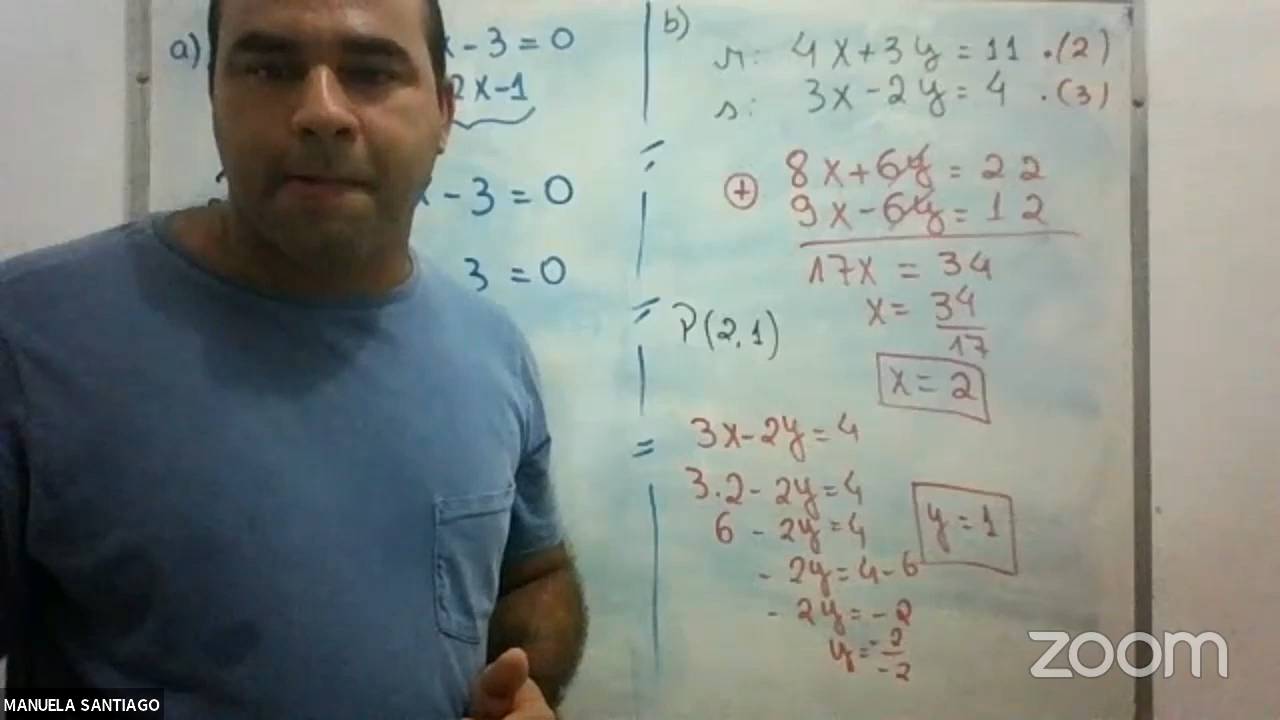 a)
x - 3 = 0
2x - 1
- 3 = 0
3 = 0
b)
r: 4x + 3y = 11 .(2)
s: 3x - 2y = 4 .(3)
+ 8x + 6y = 22
9x - 6y = 12
17x = 34
x = 34
17
P(2,1)
x = 2
3x - 2y = 4
3.2 - 2y = 4
6 - 2y = 4
- 2y = 4 - 6
- 2y = - 2
y = -2
-2
y = 1
MANUELA SANTIAGO
zoom